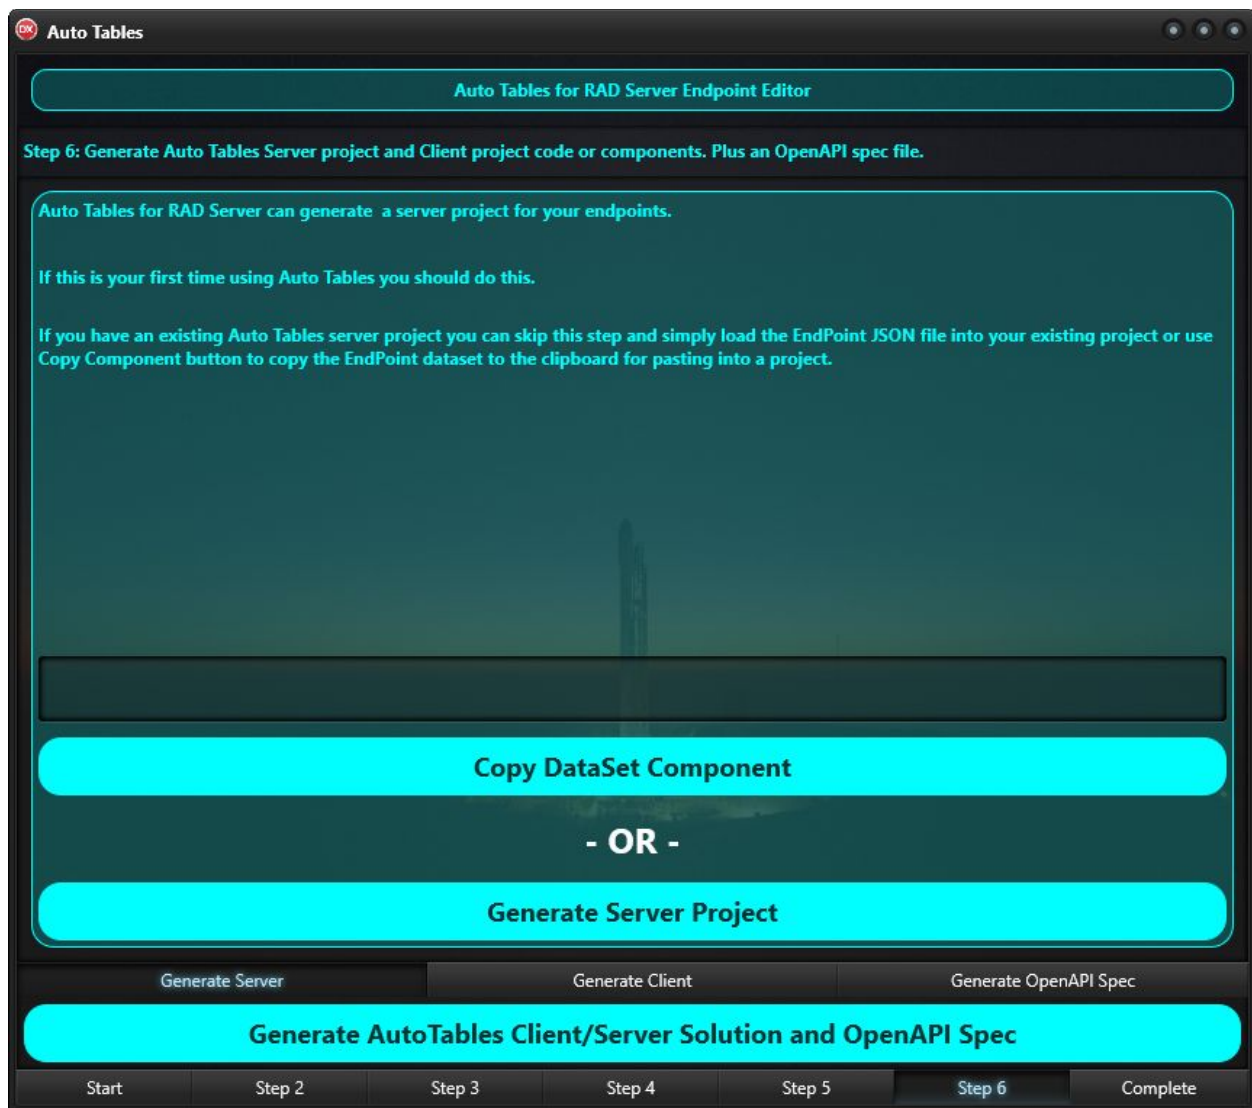 DX Auto Tables
Auto Tables for RAD Server Endpoint Editor
Step 6: Generate Auto Tables Server project and Client project code or components. Plus an OpenAPI spec file.
Auto Tables for RAD Server can generate  a server project for your endpoints.
If this is your first time using Auto Tables you should do this.
If you have an existing Auto Tables server project you can skip this step and simply load the EndPoint JSON file into your existing project or use
Copy Component button to copy the EndPoint dataset to the clipboard for pasting into a project.
Copy DataSet Component
- OR -
Generate Server Project
Generate Server Generate Client Generate OpenAPI Spec
Generate AutoTables Client/Server Solution and OpenAPI Spec
Start Step 2 Step 3 Step 4 Step 5 Step 6 Complete